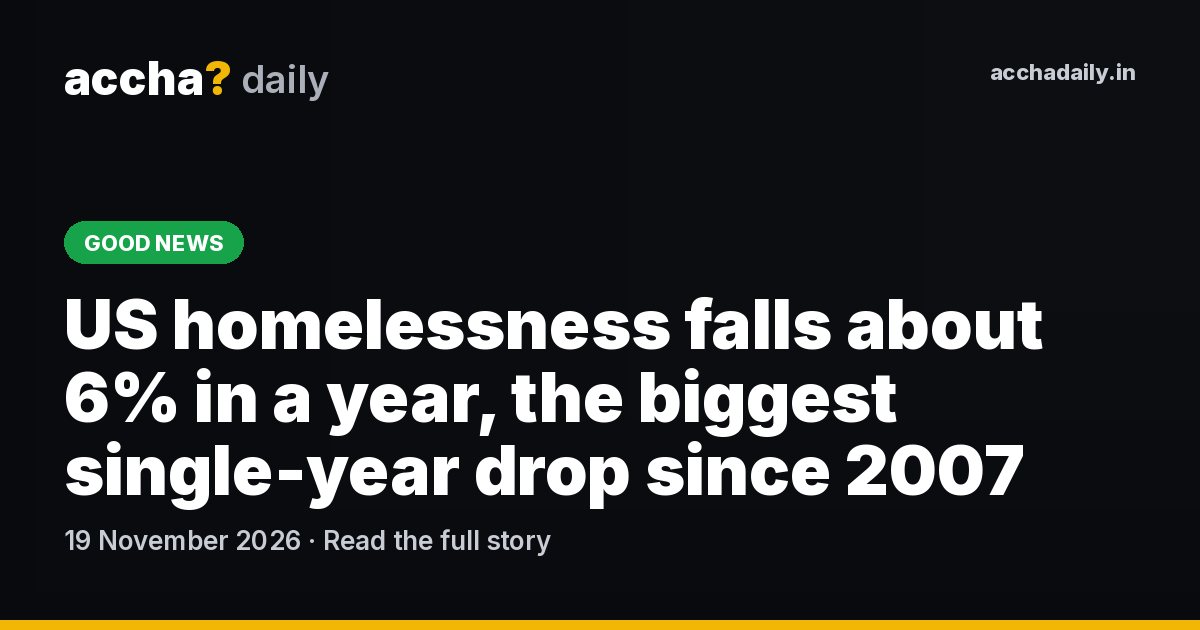 accha? daily
acchadaily.in
GOOD NEWS
US homelessness falls about
6% in a year, the biggest
single-year drop since 2007
19 November 2026 · Read the full story